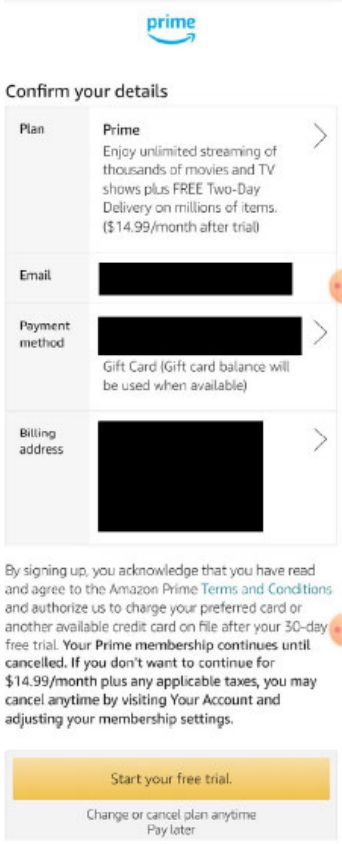 prime
Confirm your details
Plan
Prime
Enjoy unlimited streaming of
thousands of movies and TV
shows plus FREE Two-Day
Delivery on millions of items.
($14.99/month after trial)
Email
Payment
method
Gift Card (Gift card balance will
be used when available)
Billing
address
By signing up, you acknowledge that you have read
and agree to the Amazon Prime Terms and Conditions
and authorize us to charge your preferred card or
another available credit card on file after your 30-day
free trial. Your Prime membership continues until
cancelled. If you don't want to continue for
$14.99/month plus any applicable taxes, you may
cancel anytime by visiting Your Account and
adjusting your membership settings.
Start your free trial.
Change or cancel plan anytime
Pay later